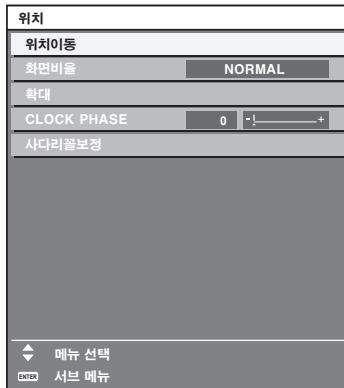 위치
위치이동
화면비율 NORMAL
확대
CLOCK PHASE 0 - +
사다리꼴보정
메뉴 선택
ENTER 서브 메뉴